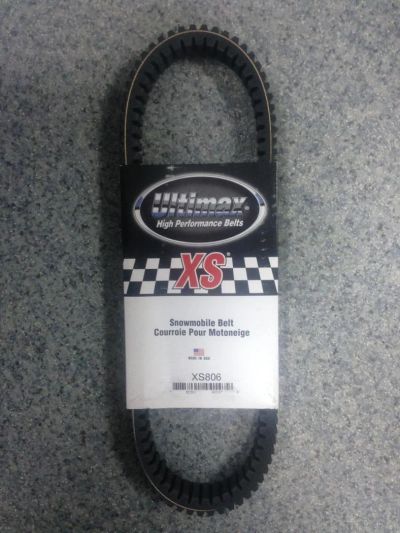 Ultimax®
High Performance Belts
XS®
Snowmobile Belt
Courroie Pour Motoneige
MADE IN USA
XS806